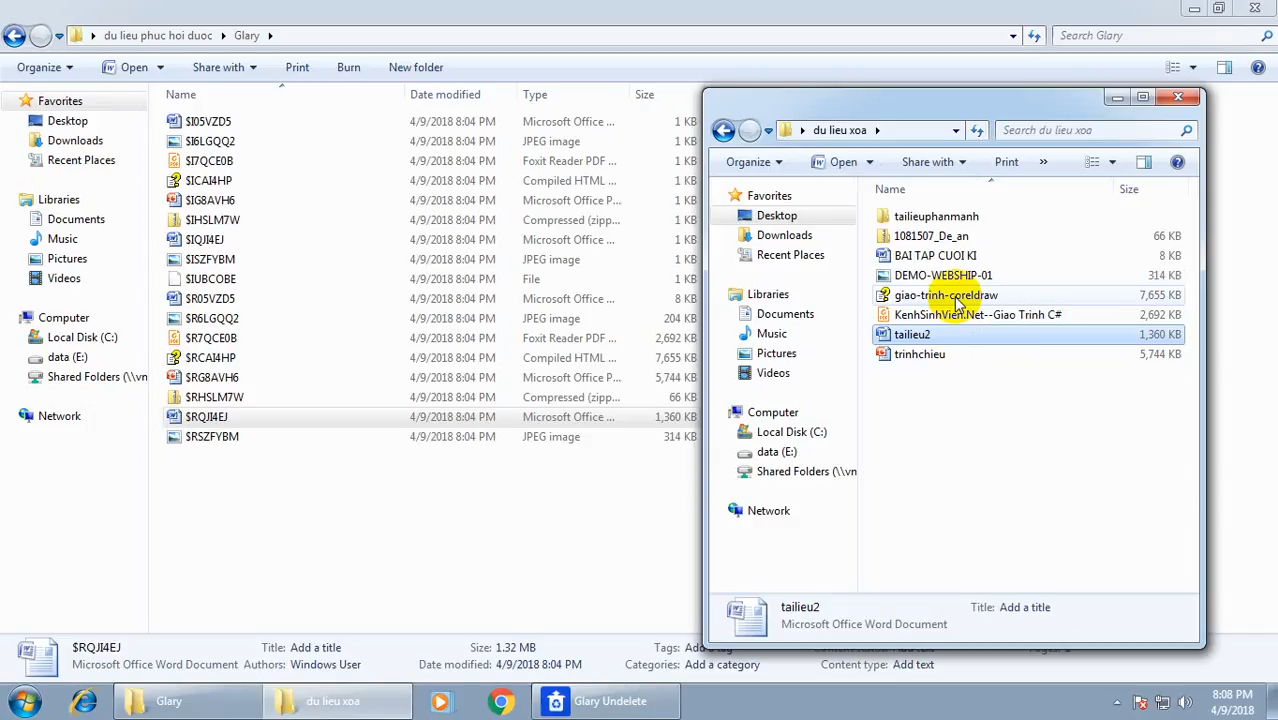 du lieu phuc hoi duoc Glary Search Glary
Organize Open Share with Print Burn New folder
Favorites
Desktop
Downloads
Recent Places
Libraries
Documents
Music
Pictures
Videos
Computer
Local Disk (C:)
data (E:)
Shared Folders (\\vn
Network
Name Date modified Type Size
$I05VZD5 4/9/2018 8:04 PM Microsoft Office ... 1 KB
$I6LGQQ2 4/9/2018 8:04 PM JPEG image 1 KB
$I7QCE0B 4/9/2018 8:04 PM Foxit Reader PDF ... 1 KB
$ICAI4HP 4/9/2018 8:04 PM Compiled HTML ... 1 KB
$IG8AVH6 4/9/2018 8:04 PM Microsoft Office P... 1 KB
$IHSLM7W 4/9/2018 8:04 PM Compressed (zipp... 1 KB
$IQJI4EJ 4/9/2018 8:04 PM Microsoft Office ... 1 KB
$ISZFYBM 4/9/2018 8:04 PM JPEG image 1 KB
$IUBCOBE 4/9/2018 8:04 PM File 1 KB
$R05VZD5 4/9/2018 8:04 PM Microsoft Office ... 8 KB
$R6LGQQ2 4/9/2018 8:04 PM JPEG image 204 KB
$R7QCE0B 4/9/2018 8:04 PM Foxit Reader PDF ... 2,692 KB
$RCAI4HP 4/9/2018 8:04 PM Compiled HTML ... 7,655 KB
$RG8AVH6 4/9/2018 8:04 PM Microsoft Office P... 5,744 KB
$RHSLM7W 4/9/2018 8:04 PM Compressed (zipp... 66 KB
$RQJI4EJ 4/9/2018 8:04 PM Microsoft Office ... 1,360 KB
$RSZFYBM 4/9/2018 8:04 PM JPEG image 314 KB
du lieu xoa Search du lieu xoa
Organize Open Share with Print »
Favorites
Desktop
Downloads
Recent Places
Libraries
Documents
Music
Pictures
Videos
Computer
Local Disk (C:)
data (E:)
Shared Folders (\\vn
Network
Name Size
tailieuphanmanh
1081507_De_an 66 KB
BAI TAP CUOI KI 8 KB
DEMO-WEBSHIP-01 314 KB
giao-trinh-coreldraw 7,655 KB
KenhSinhVien.Net--Giao Trinh C# 2,692 KB
tailieu2 1,360 KB
trinhchieu 5,744 KB
tailieu2 Title: Add a title
Microsoft Office Word Document
$RQJI4EJ Title: Add a title Size: 1.32 MB Tags: Add a tag
Microsoft Office Word Document Authors: Windows User Date modified: 4/9/2018 8:04 PM Categories: Add a category Content type: Add text
Glary du lieu xoa Glary Undelete
8:08 PM
4/9/2018